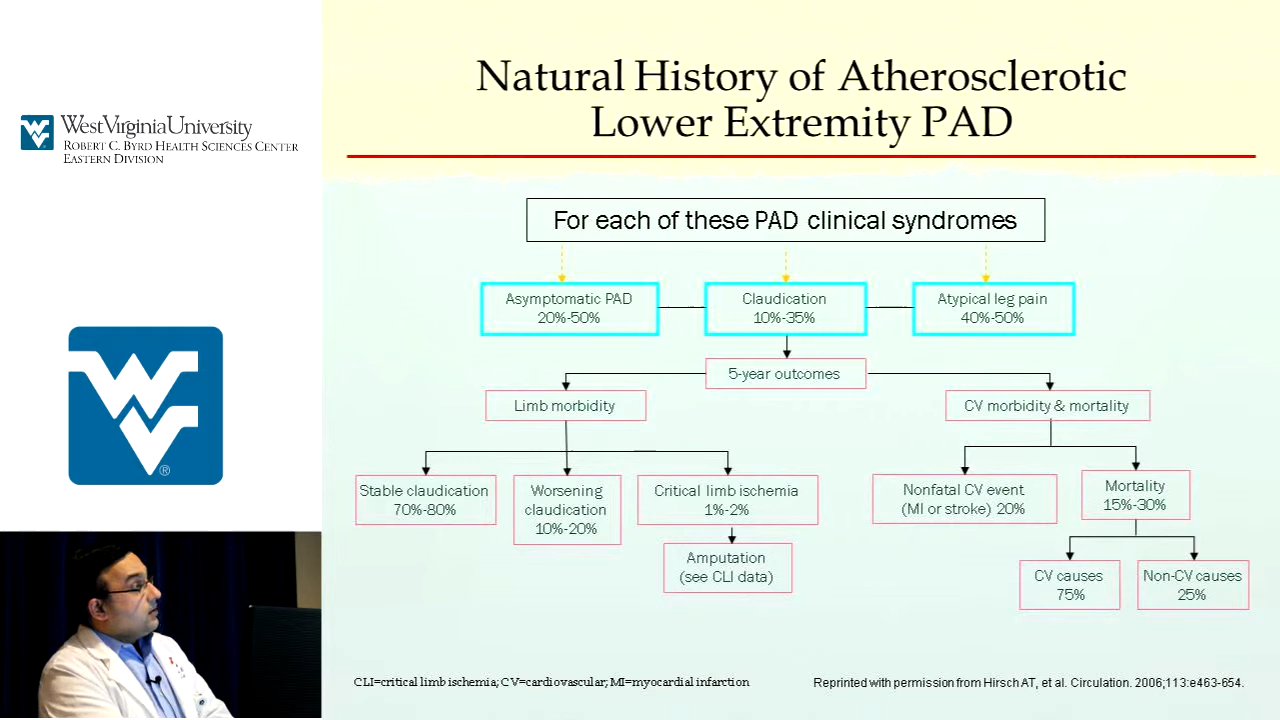 West Virginia University
ROBERT C. BYRD HEALTH SCIENCES CENTER
EASTERN DIVISION
Natural History of Atherosclerotic
Lower Extremity PAD
For each of these PAD clinical syndromes
Asymptomatic PAD
20%-50%
Claudication
10%-35%
Atypical leg pain
40%-50%
5-year outcomes
Limb morbidity
CV morbidity & mortality
Stable claudication
70%-80%
Worsening
claudication
10%-20%
Critical limb ischemia
1%-2%
Amputation
(see CLI data)
Nonfatal CV event
(MI or stroke) 20%
Mortality
15%-30%
CV causes
75%
Non-CV causes
25%
CLI=critical limb ischemia; CV=cardiovascular; MI=myocardial infarction
Reprinted with permission from Hirsch AT, et al. Circulation. 2006;113:e463-654.
WV
®